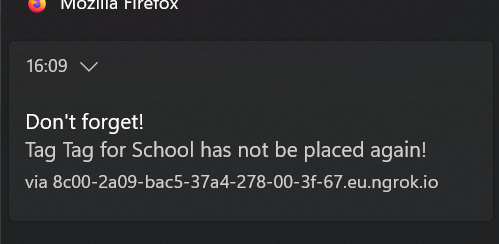 Mozilla Firefox
16:09
Don't forget!
Tag Tag for School has not be placed again!
via 8c00-2a09-bac5-37a4-278-00-3f-67.eu.ngrok.io